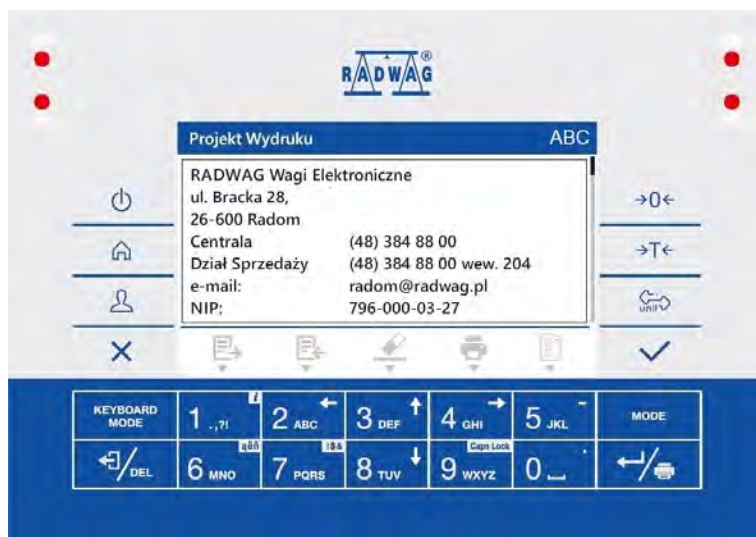 RADWAG®
Projekt Wydruku ABC
RADWAG Wagi Elektroniczne
ul. Bracka 28,
26-600 Radom
Centrala (48) 384 88 00
Dział Sprzedaży (48) 384 88 00 wew. 204
e-mail: radom@radwag.pl
NIP: 796-000-03-27
→0←
→T←
unit
KEYBOARD MODE
1 .,?! i
2 ABC ←
3 DEF ↑
4 GHI →
5 JKL ~
MODE
/DEL
6 MNO ąêñ
7 PQRS !$&
8 TUV ↓
9 WXYZ Caps Lock
0 .